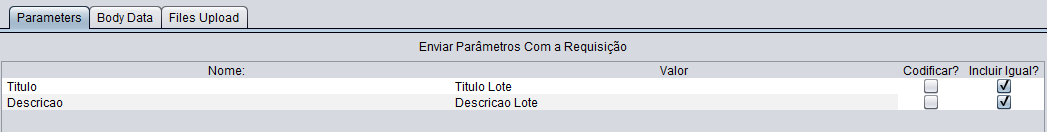 Parameters Body Data Files Upload
Enviar Parâmetros Com a Requisição
Nome: Valor Codificar? Incluir Igual?
Titulo Titulo Lote
Descricao Descricao Lote